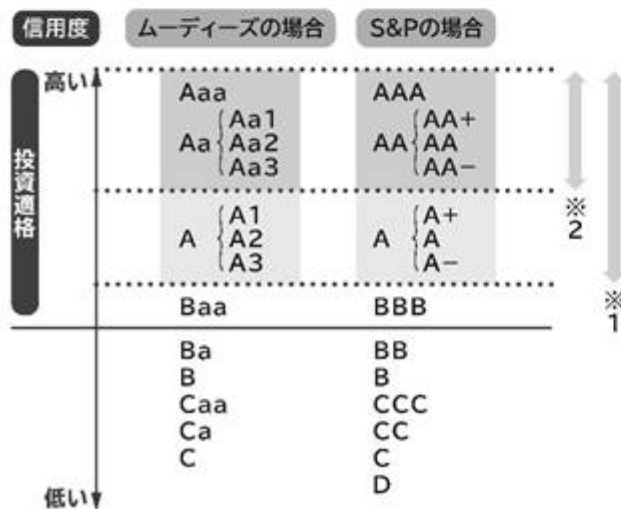 信用度 ムーディーズの場合 S&Pの場合
高い
投資適格
Aaa AAA
Aa { Aa1 AA { AA+
Aa2 AA
Aa3 AA−
※2
A { A1 A { A+
A2 A
A3 A−
※1
Baa BBB
Ba BB
B B
Caa CCC
Ca CC
C C
D
低い